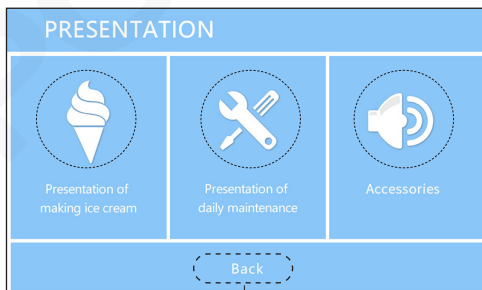 PRESENTATION
Presentation of
making ice cream
Presentation of
daily maintenance
Accessories
Back